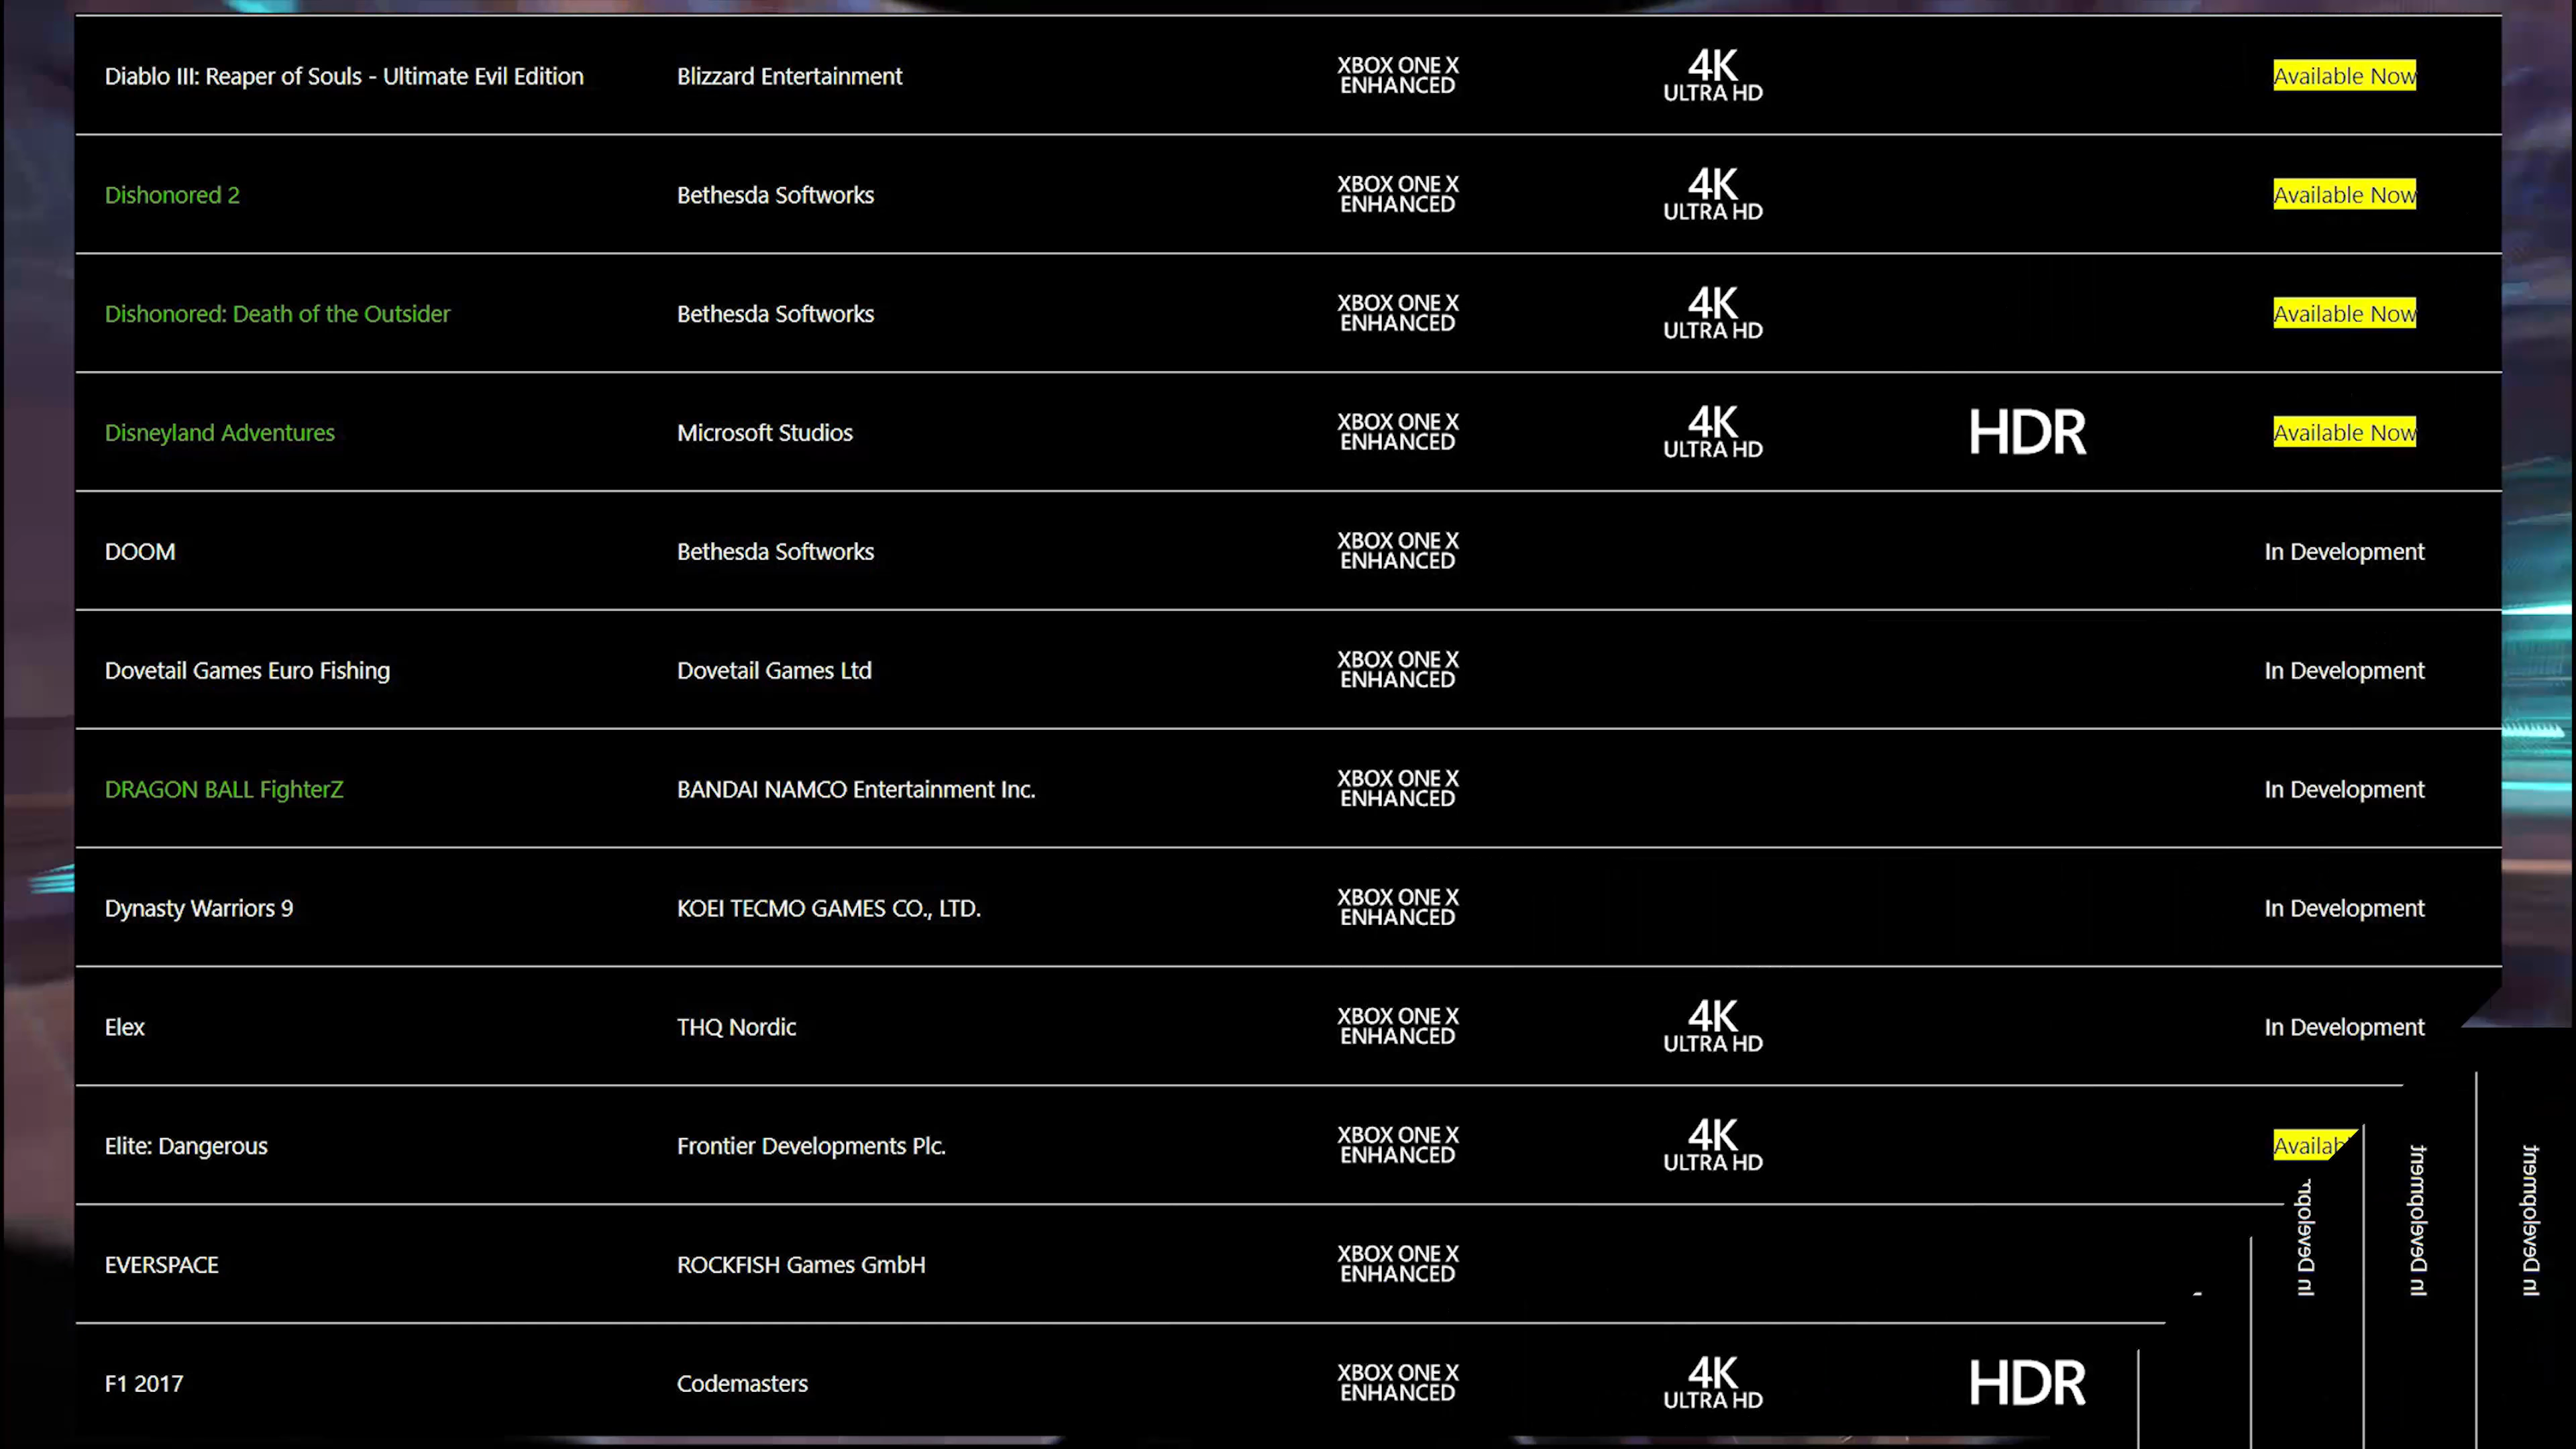 Diablo III: Reaper of Souls - Ultimate Evil Edition Blizzard Entertainment XBOX ONE X ENHANCED 4K ULTRA HD Available Now
Dishonored 2 Bethesda Softworks XBOX ONE X ENHANCED 4K ULTRA HD Available Now
Dishonored: Death of the Outsider Bethesda Softworks XBOX ONE X ENHANCED 4K ULTRA HD Available Now
Disneyland Adventures Microsoft Studios XBOX ONE X ENHANCED 4K ULTRA HD HDR Available Now
DOOM Bethesda Softworks XBOX ONE X ENHANCED In Development
Dovetail Games Euro Fishing Dovetail Games Ltd XBOX ONE X ENHANCED In Development
DRAGON BALL FighterZ BANDAI NAMCO Entertainment Inc. XBOX ONE X ENHANCED In Development
Dynasty Warriors 9 KOEI TECMO GAMES CO., LTD. XBOX ONE X ENHANCED In Development
Elex THQ Nordic XBOX ONE X ENHANCED 4K ULTRA HD In Development
Elite: Dangerous Frontier Developments Plc. XBOX ONE X ENHANCED 4K ULTRA HD
EVERSPACE ROCKFISH Games GmbH XBOX ONE X ENHANCED
F1 2017 Codemasters XBOX ONE X ENHANCED 4K ULTRA HD HDR
In Development
In Development